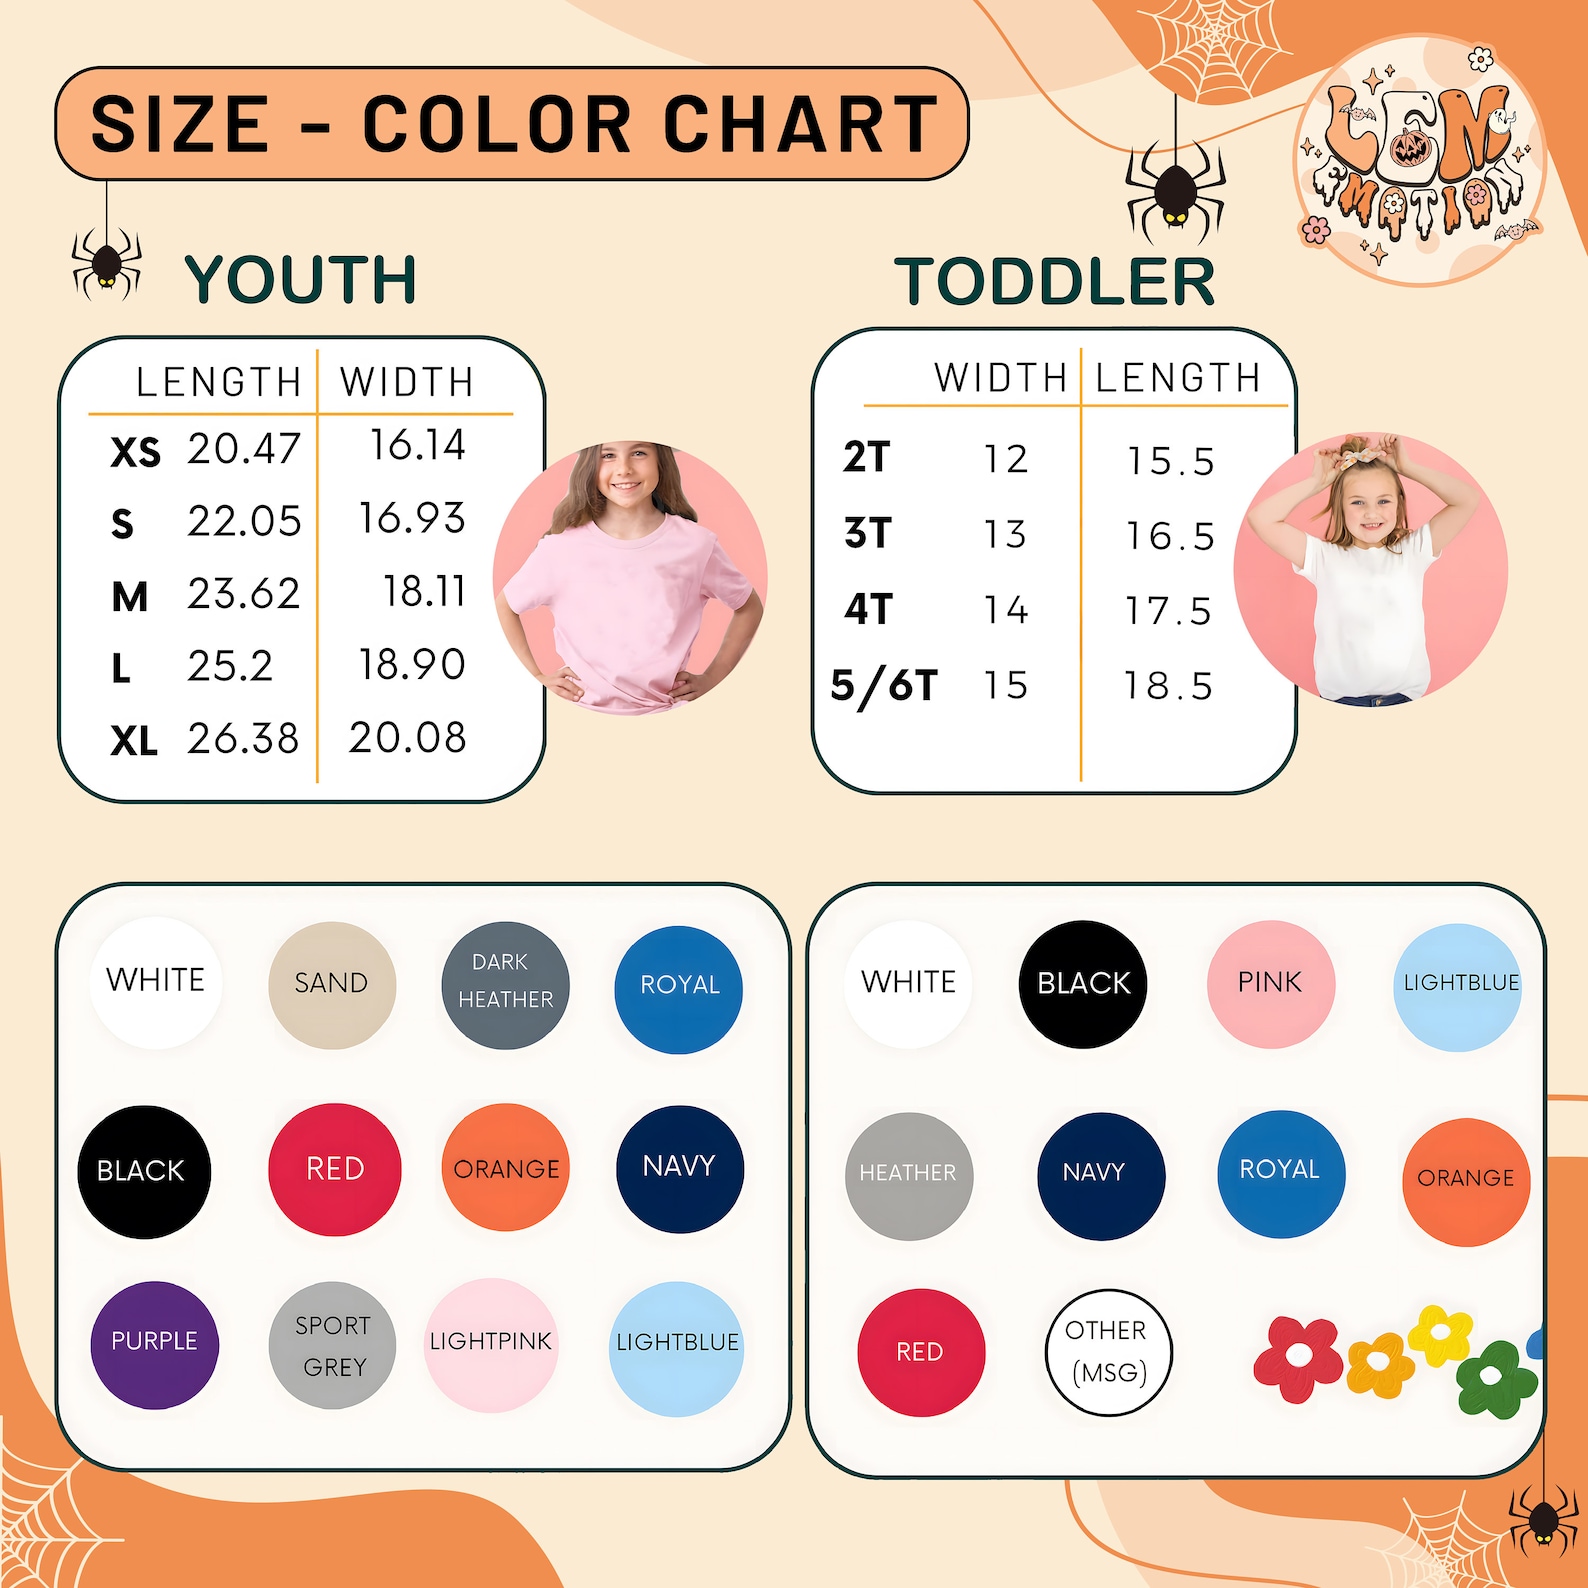 SIZE - COLOR CHART
LEM
EMOTION
YOUTH
LENGTH WIDTH
XS 20.47 16.14
S 22.05 16.93
M 23.62 18.11
L 25.2 18.90
XL 26.38 20.08
TODDLER
WIDTH LENGTH
2T 12 15.5
3T 13 16.5
4T 14 17.5
5/6T 15 18.5
WHITE
SAND
DARK
HEATHER
ROYAL
BLACK
RED
ORANGE
NAVY
PURPLE
SPORT
GREY
LIGHTPINK
LIGHTBLUE
WHITE
BLACK
PINK
LIGHTBLUE
HEATHER
NAVY
ROYAL
ORANGE
RED
OTHER
(MSG)